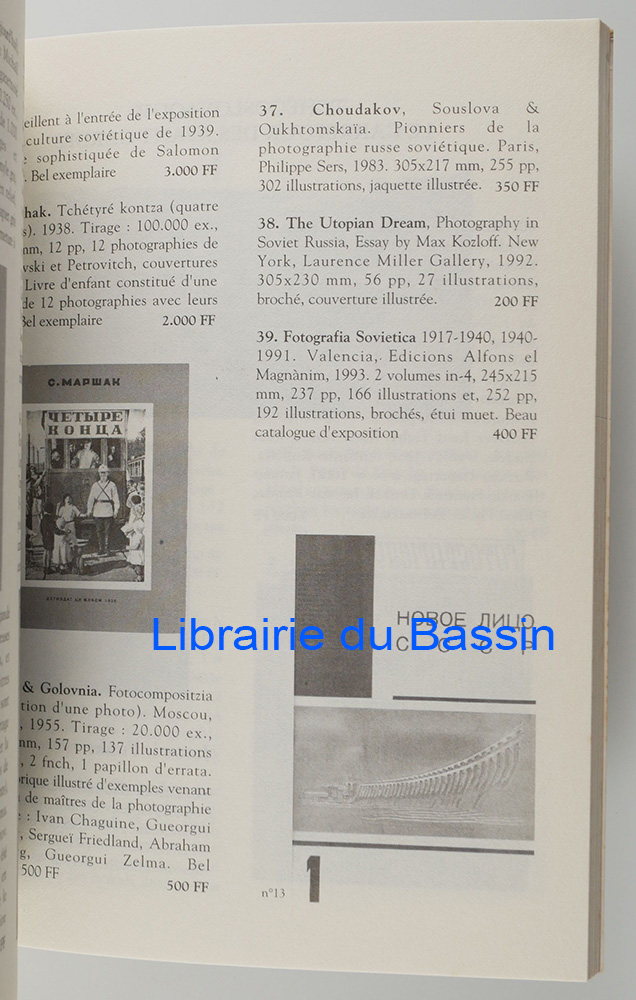 eillent à l'entrée de l'exposition
culture soviétique de 1939.
sophistiquée de Salomon
Bel exemplaire 3.000 FF
hak. Tchétyré kontza (quatre
s). 1938. Tirage : 100.000 ex.,
mm, 12 pp, 12 photographies de
vski et Petrovitch, couvertures
Livre d'enfant constitué d'une
de 12 photographies avec leurs
Bel exemplaire 2.000 FF
С. МАРШАК
ЧЕТЫРЕ
КОНЦА
& Golovnia. Fotocompositzia
tion d'une photo). Moscou,
, 1955. Tirage : 20.000 ex.,
mm, 157 pp, 137 illustrations
, 2 fnch, 1 papillon d'errata.
rique illustré d'exemples venant
de maîtres de la photographie
: Ivan Chaguine, Gueorgui
, Sergueï Friedland, Abraham
g, Gueorgui Zelma. Bel
500 FF
500 FF
37. Choudakov, Souslova &
Oukhtomskaïa. Pionniers de la
photographie russe soviétique. Paris,
Philippe Sers, 1983. 305x217 mm, 255 pp,
302 illustrations, jaquette illustrée. 350 FF
38. The Utopian Dream, Photography in
Soviet Russia, Essay by Max Kozloff. New
York, Laurence Miller Gallery, 1992.
305x230 mm, 56 pp, 27 illustrations,
broché, couverture illustrée. 200 FF
39. Fotografia Sovietica 1917-1940, 1940-
1991. Valencia, Edicions Alfons el
Magnànim, 1993. 2 volumes in-4, 245x215
mm, 237 pp, 166 illustrations et, 252 pp,
192 illustrations, brochés, étui muet. Beau
catalogue d'exposition 400 FF
НОВОЕ ЛИЦО
С С С Р
1
n°13
Librairie du Bassin